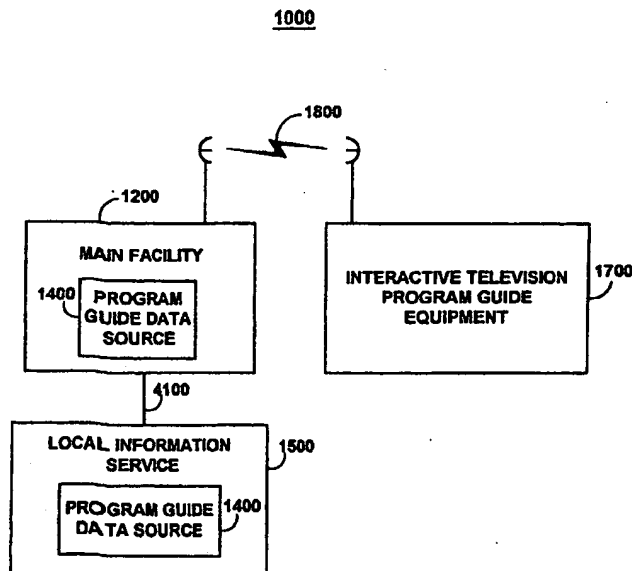 1000
1800
1200
MAIN FACILITY
1400
PROGRAM
GUIDE DATA
SOURCE
INTERACTIVE TELEVISION
PROGRAM GUIDE
EQUIPMENT
1700
4100
LOCAL INFORMATION
SERVICE
1500
PROGRAM GUIDE
DATA SOURCE
1400